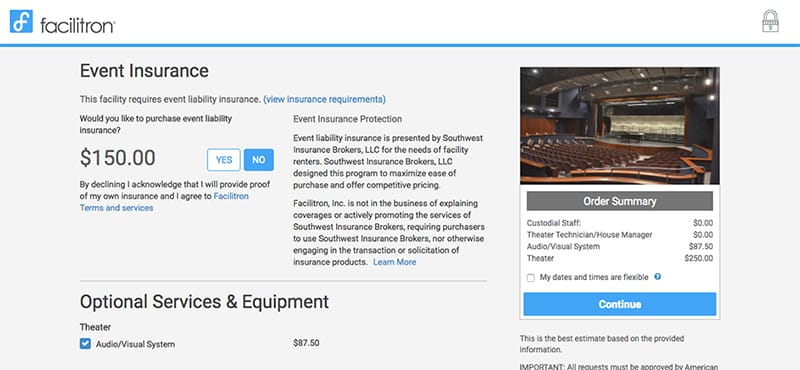 facilitron®
Event Insurance
This facility requires event liability insurance. (view insurance requirements)
Would you like to purchase event liability
insurance?
$150.00
YES
NO
By declining I acknowledge that I will provide proof
of my own insurance and I agree to Facilitron
Terms and services
Event Insurance Protection
Event liability insurance is presented by Southwest
Insurance Brokers, LLC for the needs of facility
renters. Southwest Insurance Brokers, LLC
designed this program to maximize ease of
purchase and offer competitive pricing.
Facilitron, Inc. is not in the business of explaining
coverages or actively promoting the services of
Southwest Insurance Brokers, requiring purchasers
to use Southwest Insurance Brokers, nor otherwise
engaging in the transaction or solicitation of
insurance products. Learn More
Optional Services & Equipment
Theater
Audio/Visual System $87.50
Order Summary
Custodial Staff: $0.00
Theater Technician/House Manager $0.00
Audio/Visual System $87.50
Theater $250.00
My dates and times are flexible ?
Continue
This is the best estimate based on the provided
information.
IMPORTANT: All requests must be approved by American